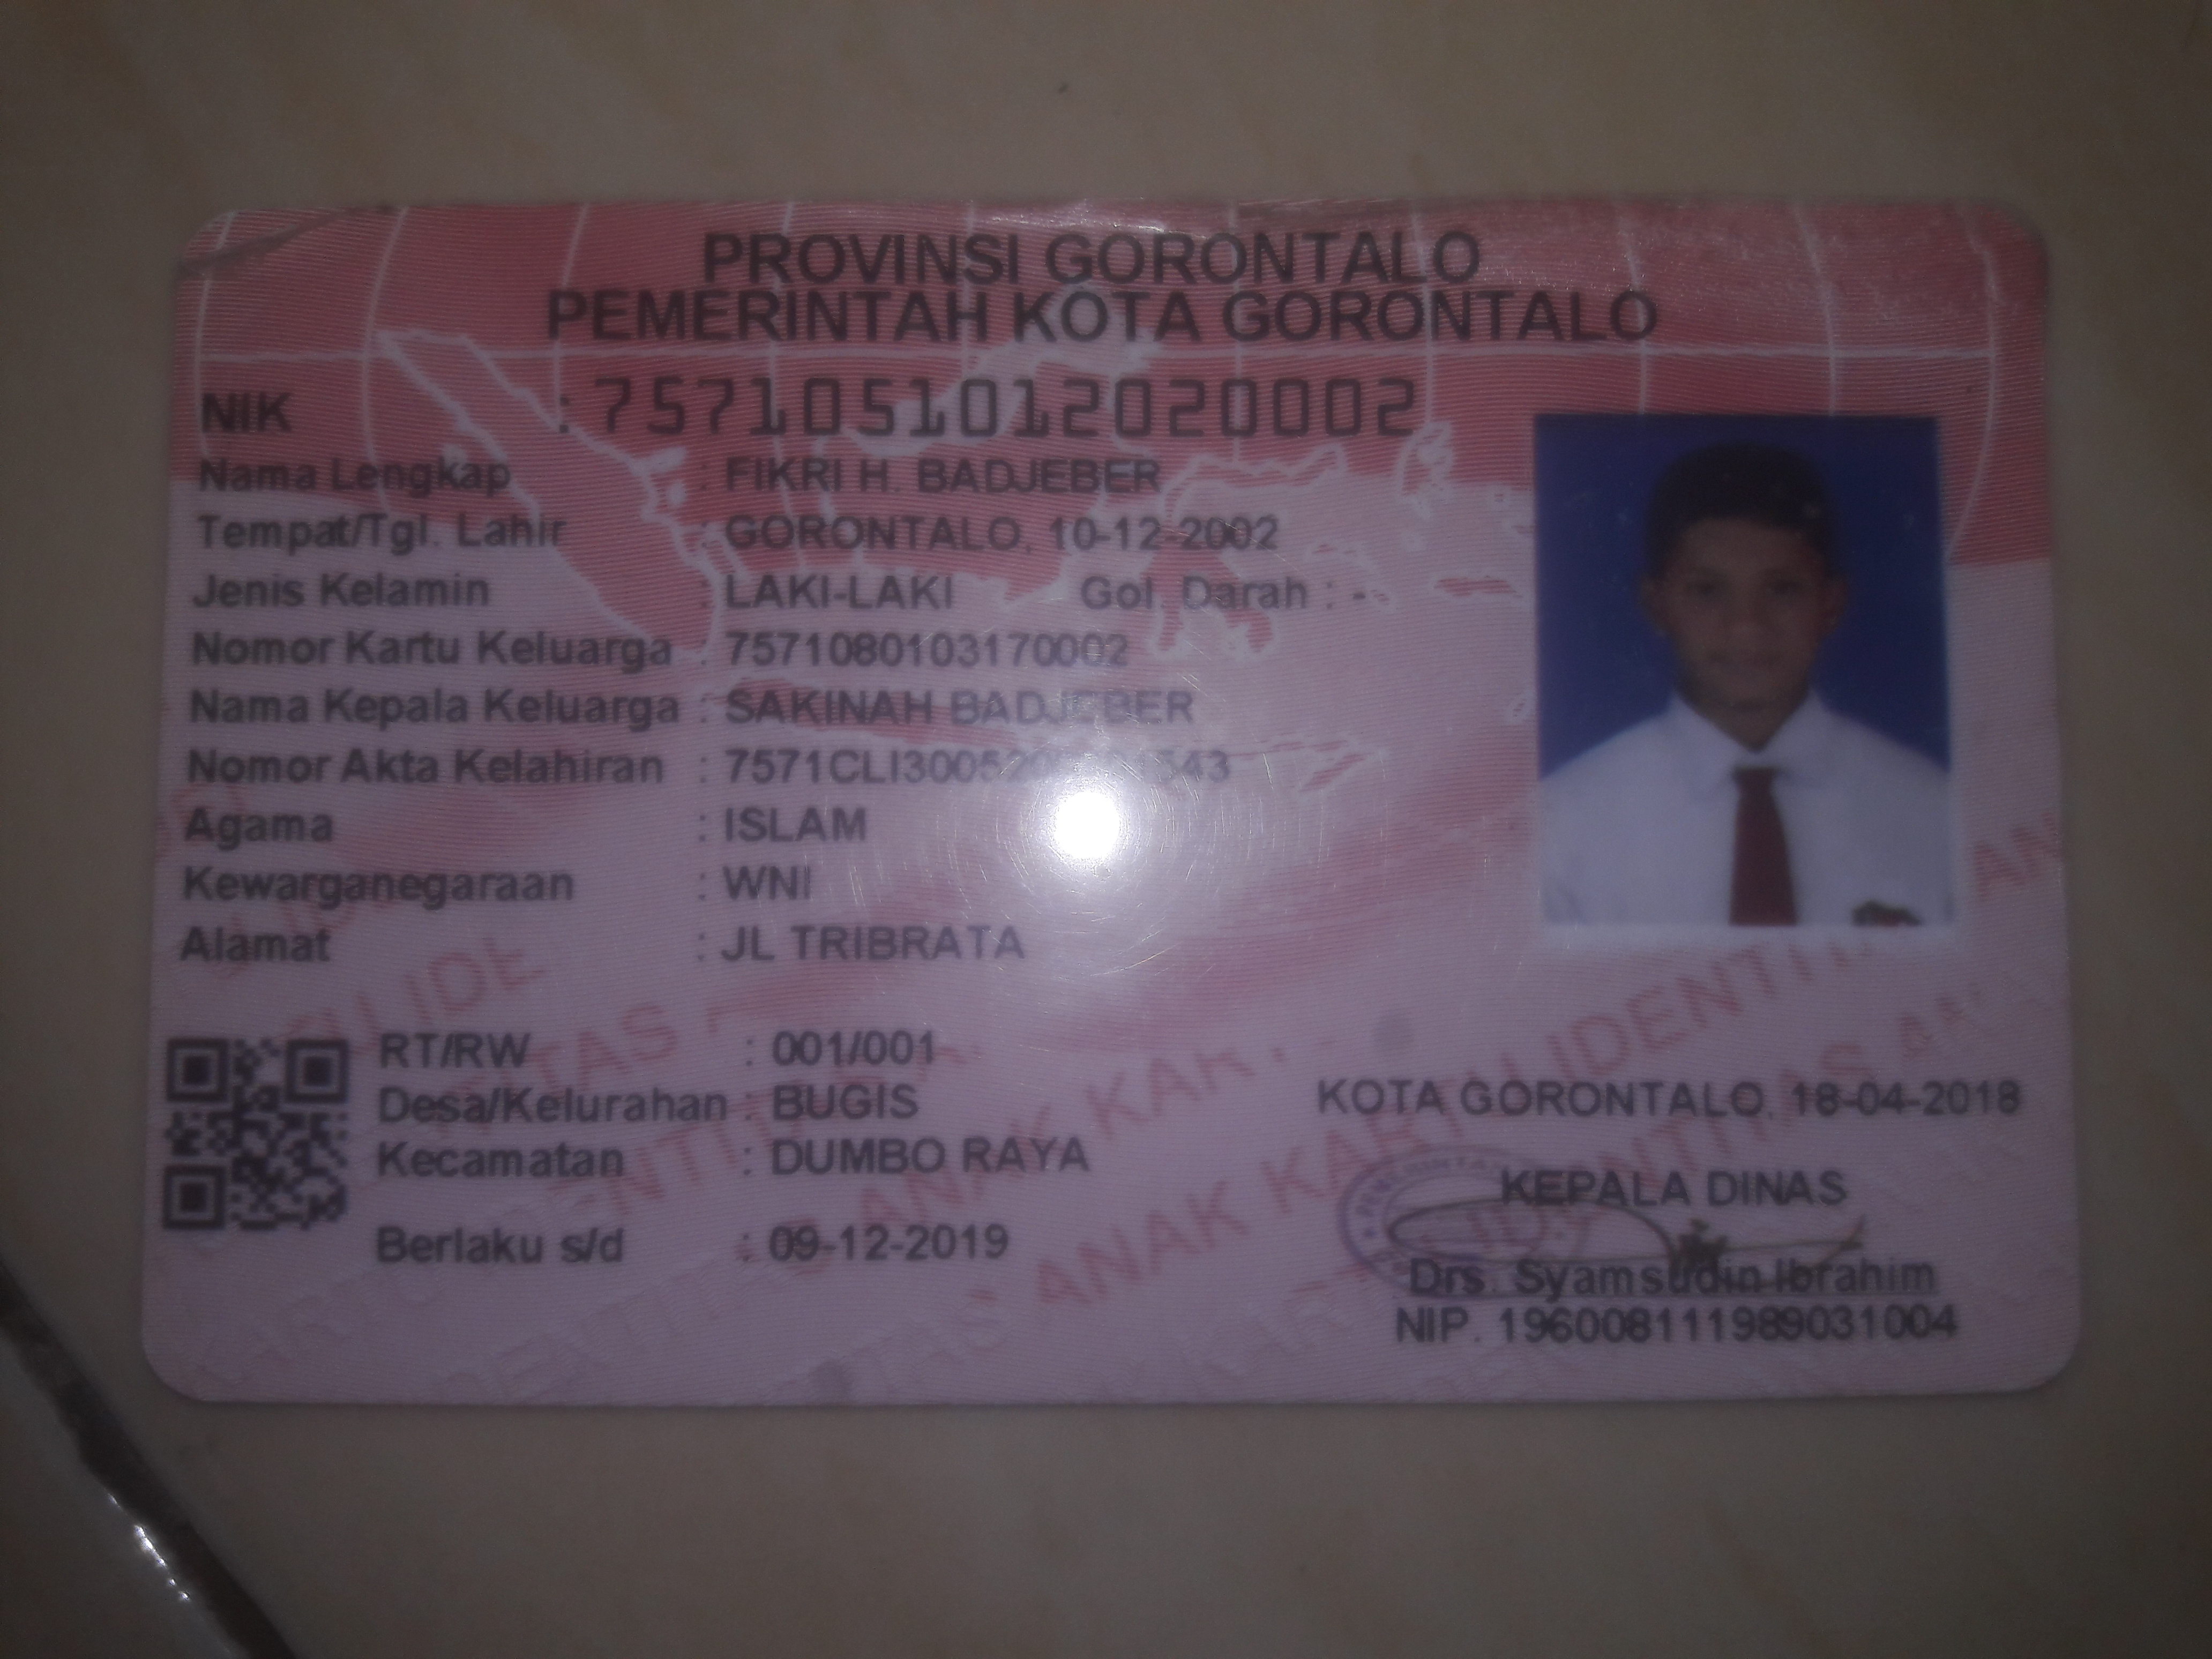 PROVINSI GORONTALO
PEMERINTAH KOTA GORONTALO
NIK : 7571051012020002
Nama Lengkap : FIKRI H. BADJEBER
Tempat/Tgl. Lahir : GORONTALO, 10-12-2002
Jenis Kelamin : LAKI-LAKI Gol. Darah : -
Nomor Kartu Keluarga : 7571080103170002
Nama Kepala Keluarga : SAKINAH BADJEBER
Nomor Akta Kelahiran :
Agama : ISLAM
Kewarganegaraan : WNI
Alamat : JL TRIBRATA
RT/RW : 001/001
Desa/Kelurahan : BUGIS
Kecamatan : DUMBO RAYA
Berlaku s/d : 09-12-2019
KOTA GORONTALO, 18-04-2018
KEPALA DINAS
Drs. Syamsudin Ibrahim
NIP. 196008111989031004